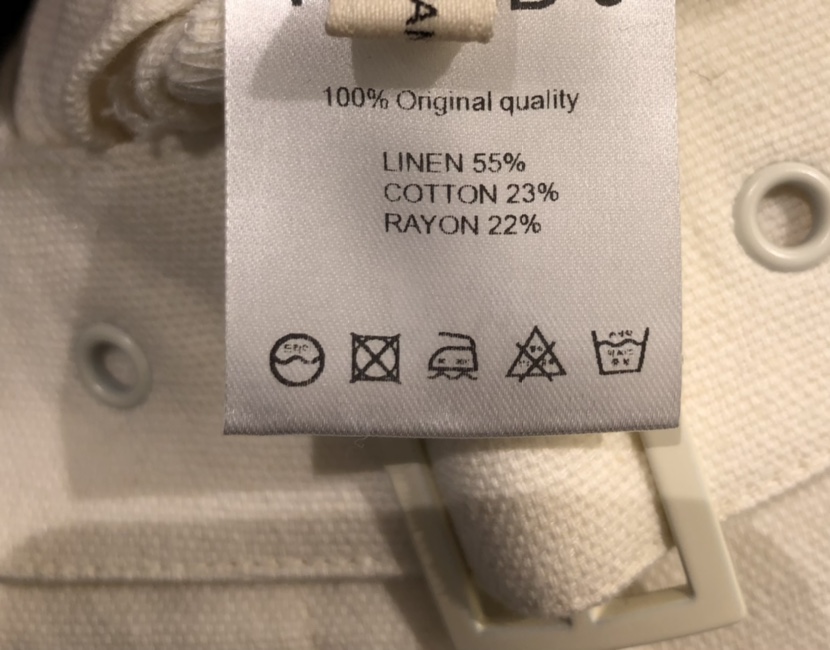 100% Original quality
LINEN 55%
COTTON 23%
RAYON 22%